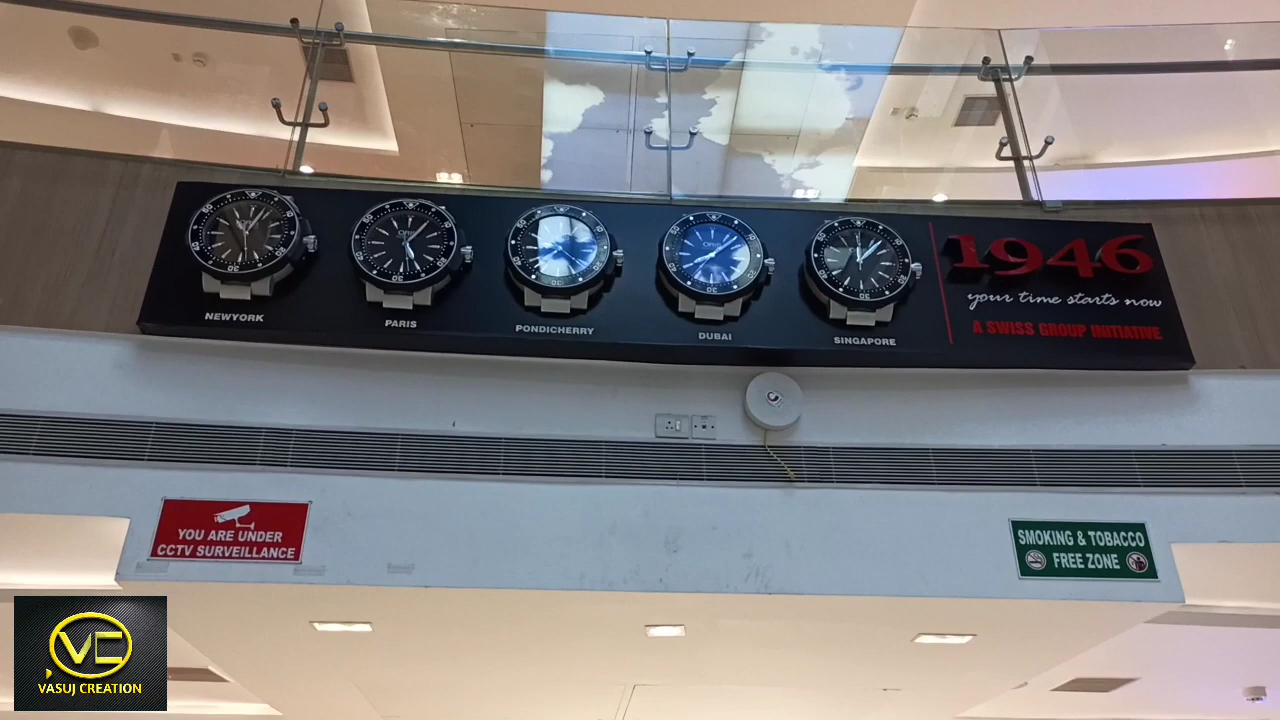 ORIS
NEWYORK
PARIS
PONDICHERRY
DUBAI
SINGAPORE
1946
your time starts now
A SWISS GROUP INITIATIVE
YOU ARE UNDER
CCTV SURVEILLANCE
SMOKING & TOBACCO
FREE ZONE
VC
VASUJ CREATION